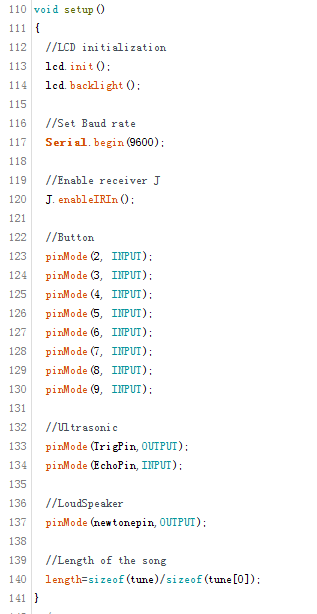 110 void setup()
111 {
112 //LCD initialization
113 lcd.init();
114 lcd.backlight();
115
116 //Set Baud rate
117 Serial.begin(9600);
118
119 //Enable receiver J
120 J.enableIRIn();
121
122 //Button
123 pinMode(2, INPUT);
124 pinMode(3, INPUT);
125 pinMode(4, INPUT);
126 pinMode(5, INPUT);
127 pinMode(6, INPUT);
128 pinMode(7, INPUT);
129 pinMode(8, INPUT);
130 pinMode(9, INPUT);
131
132 //Ultrasonic
133 pinMode(TrigPin,OUTPUT);
134 pinMode(EchoPin,INPUT);
135
136 //LoudSpeaker
137 pinMode(newtonepin,OUTPUT);
138
139 //Length of the song
140 length=sizeof(tune)/sizeof(tune[0]);
141 }